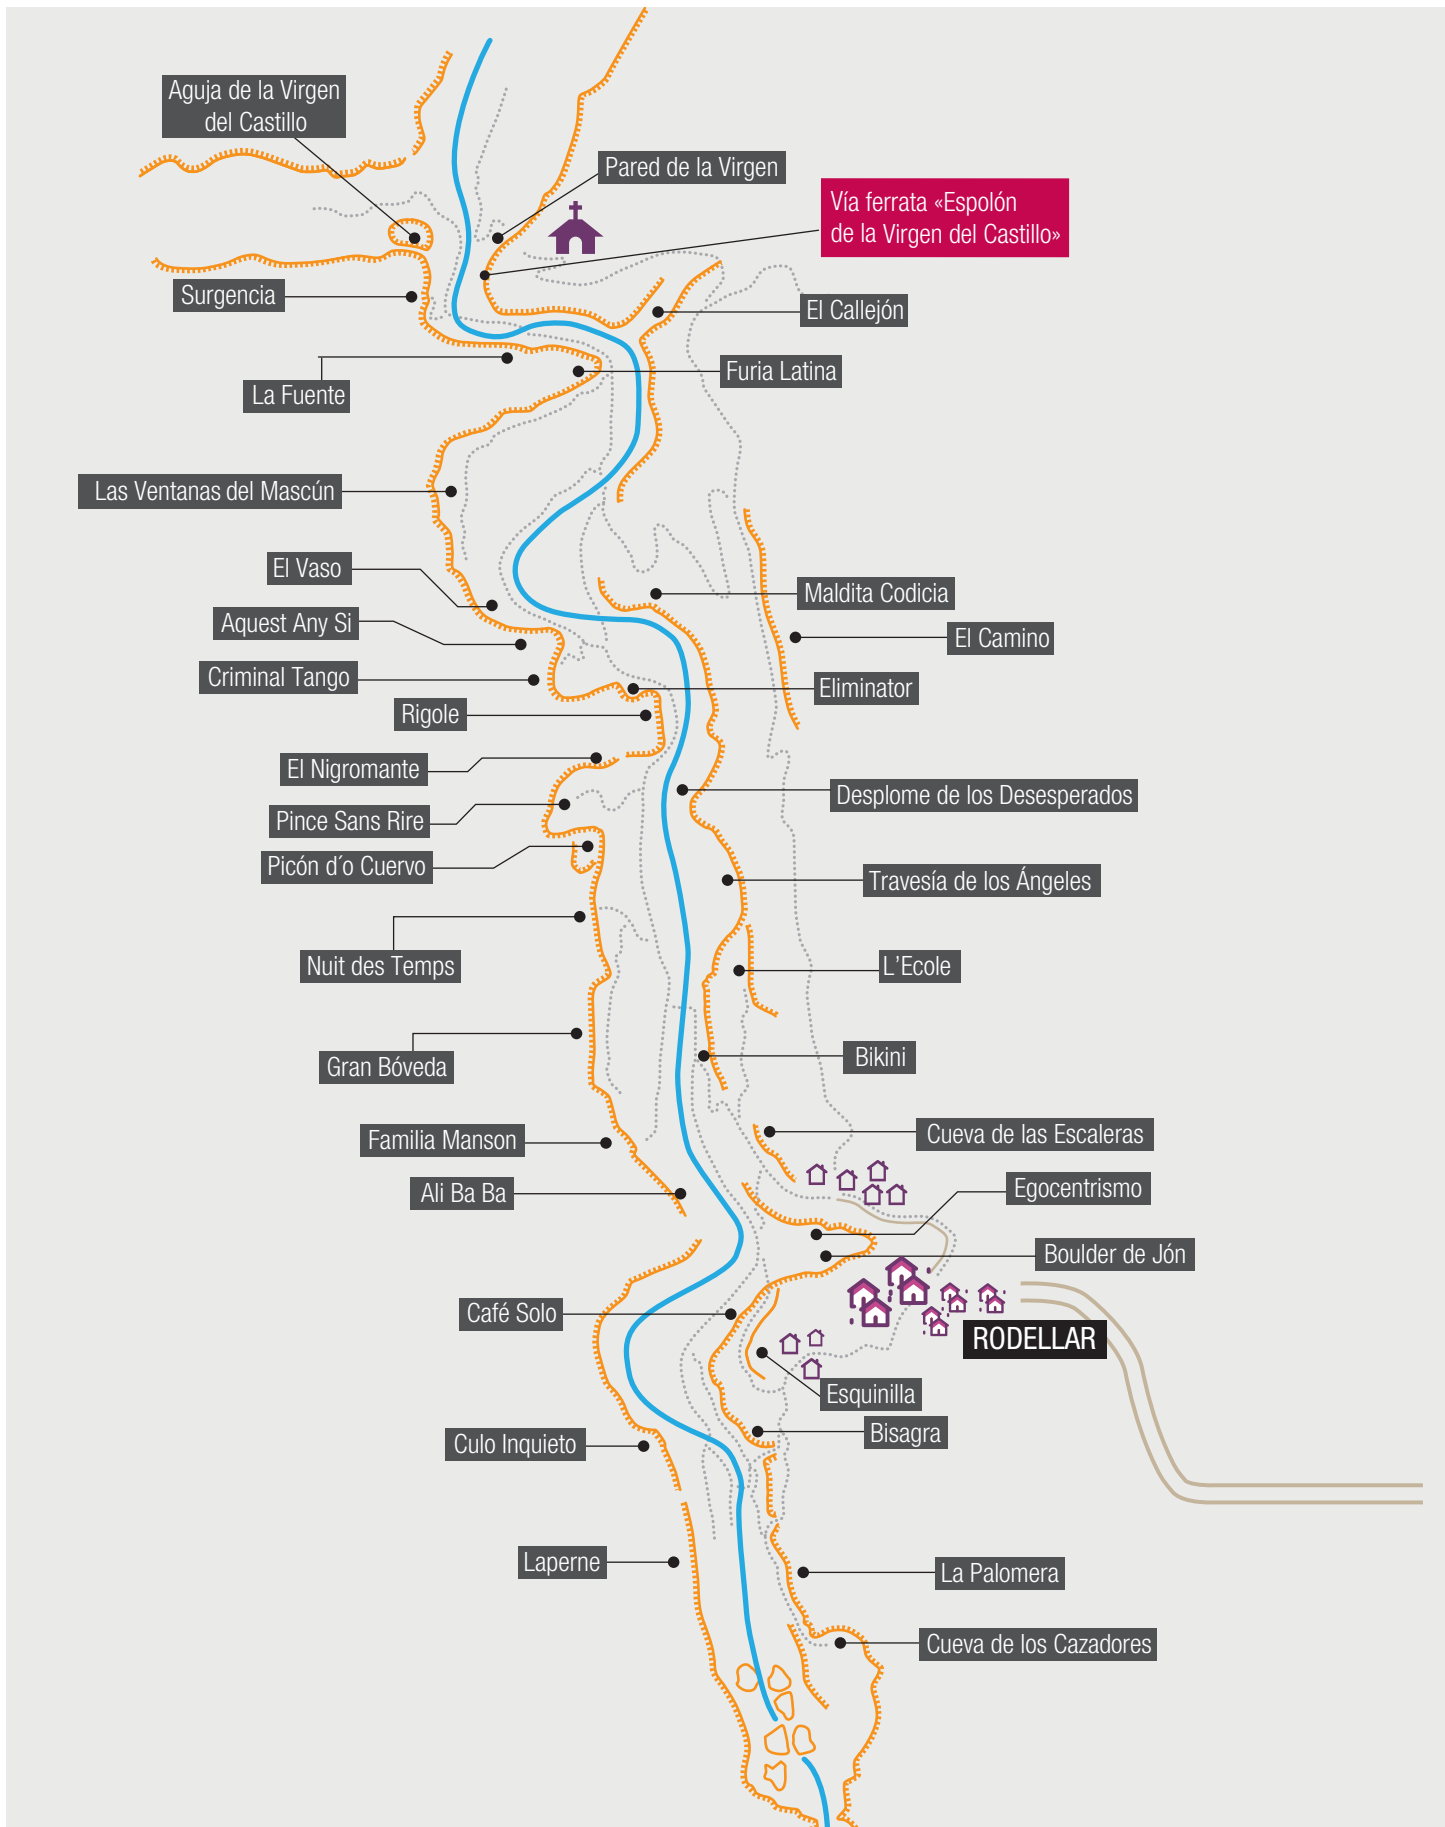 Aguja de la Virgen
del Castillo
Pared de la Virgen
Vía ferrata «Espolón
de la Virgen del Castillo»
Surgencia
El Callejón
Furia Latina
La Fuente
Las Ventanas del Mascún
El Vaso
Maldita Codicia
Aquest Any Si
El Camino
Criminal Tango
Eliminator
Rigole
El Nigromante
Desplome de los Desesperados
Pince Sans Rire
Picón d´o Cuervo
Travesía de los Ángeles
Nuit des Temps
L'Ecole
Gran Bóveda
Bikini
Familia Manson
Cueva de las Escaleras
Ali Ba Ba
Egocentrismo
Boulder de Jón
Café Solo
RODELLAR
Esquinilla
Bisagra
Culo Inquieto
Laperne
La Palomera
Cueva de los Cazadores